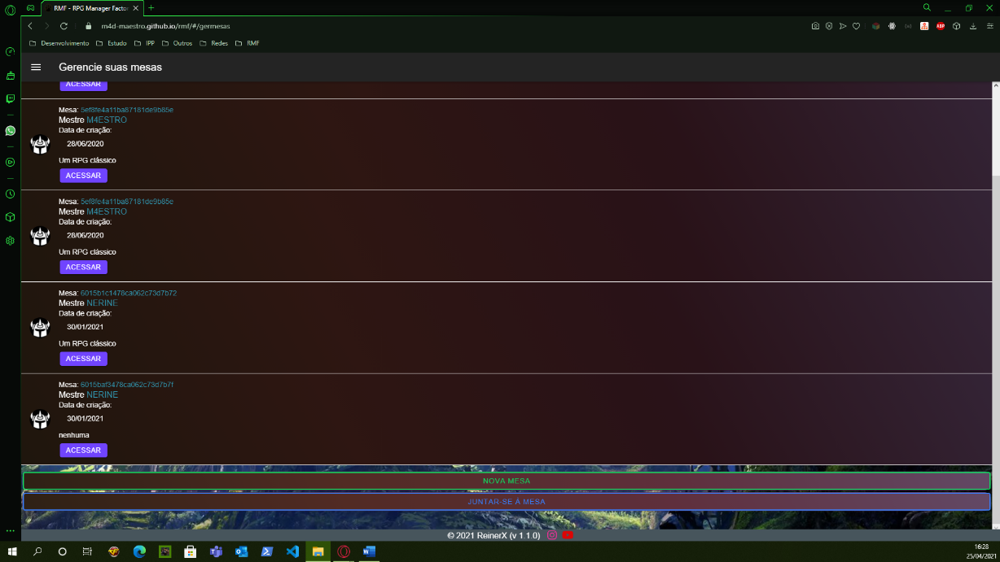 RMF - RPG Manager Factor
m4d-maestro.github.io/rmf/#/germesas
Desenvolvimento
Estudo
IPP
Outros
Redes
RMF
Gerencie suas mesas
ACESSAR
Mesa: 5ef8fe4a11ba87181de9b85e
Mestre M4ESTRO
Data de criação:
28/06/2020
Um RPG clássico
ACESSAR
Mesa: 5ef8fe4a11ba87181de9b85e
Mestre M4ESTRO
Data de criação:
28/06/2020
Um RPG clássico
ACESSAR
Mesa: 6015b1c1478ca062c73d7b72
Mestre NERINE
Data de criação:
30/01/2021
Um RPG clássico
ACESSAR
Mesa: 6015baf3478ca062c73d7b7f
Mestre NERINE
Data de criação:
30/01/2021
nenhuma
ACESSAR
NOVA MESA
JUNTAR-SE À MESA
© 2021 ReinerX (v 1.1.0)
16:28
25/04/2021